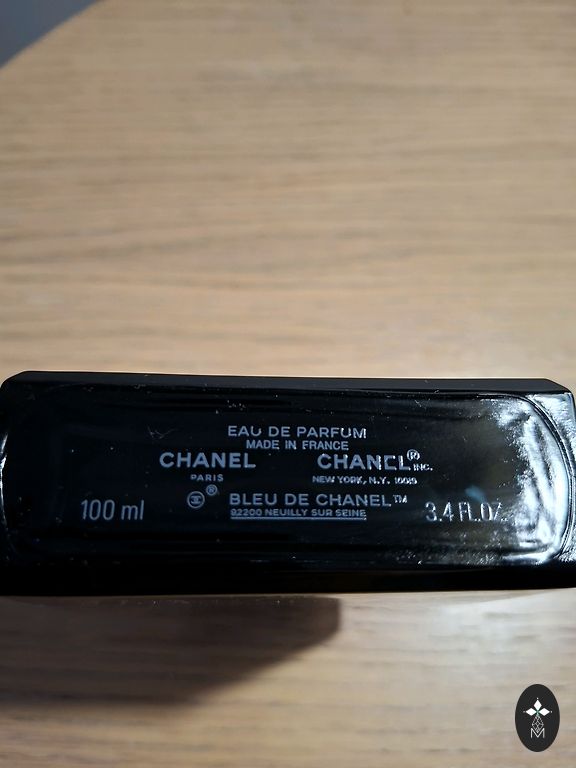 EAU DE PARFUM
MADE IN FRANCE
CHANEL CHANEL® INC.
PARIS NEW YORK, N.Y. 10019
® BLEU DE CHANEL™
100 ml 92200 NEUILLY SUR SEINE 3.4 FL.OZ.
M